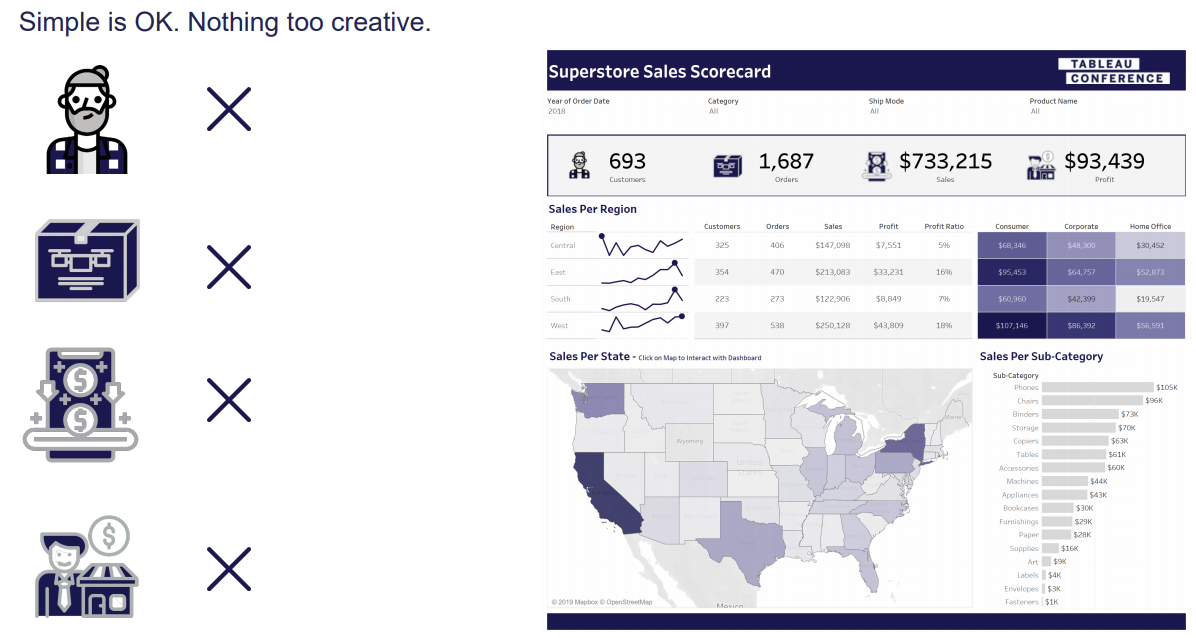 Simple is OK. Nothing too creative.
Superstore Sales Scorecard
TABLEAU
CONFERENCE
Year of Order Date Category Ship Mode Product Name
2018 All All All
693 1,687 $733,215 $93,439
Customers Orders Sales Profit
Sales Per Region
Region Customers Orders Sales Profit Profit Ratio Consumer Corporate Home Office
Central 325 406 $147,098 $7,551 5% $68,346 $48,300 $30,452
East 354 470 $213,083 $33,231 16% $95,453 $64,757 $52,873
South 223 273 $122,906 $8,849 7% $60,960 $42,399 $19,547
West 397 538 $250,128 $43,809 18% $107,146 $86,392 $56,591
Sales Per State - Click on Map to Interact with Dashboard
Wyoming
United States
Maine
Mexico
© 2019 Mapbox © OpenStreetMap
Sales Per Sub-Category
Sub-Category
Phones $105K
Chairs $96K
Binders $73K
Storage $70K
Copiers $63K
Tables $61K
Accessories $60K
Machines $44K
Appliances $43K
Bookcases $30K
Furnishings $29K
Paper $28K
Supplies $16K
Art $9K
Labels $4K
Envelopes $3K
Fasteners $1K